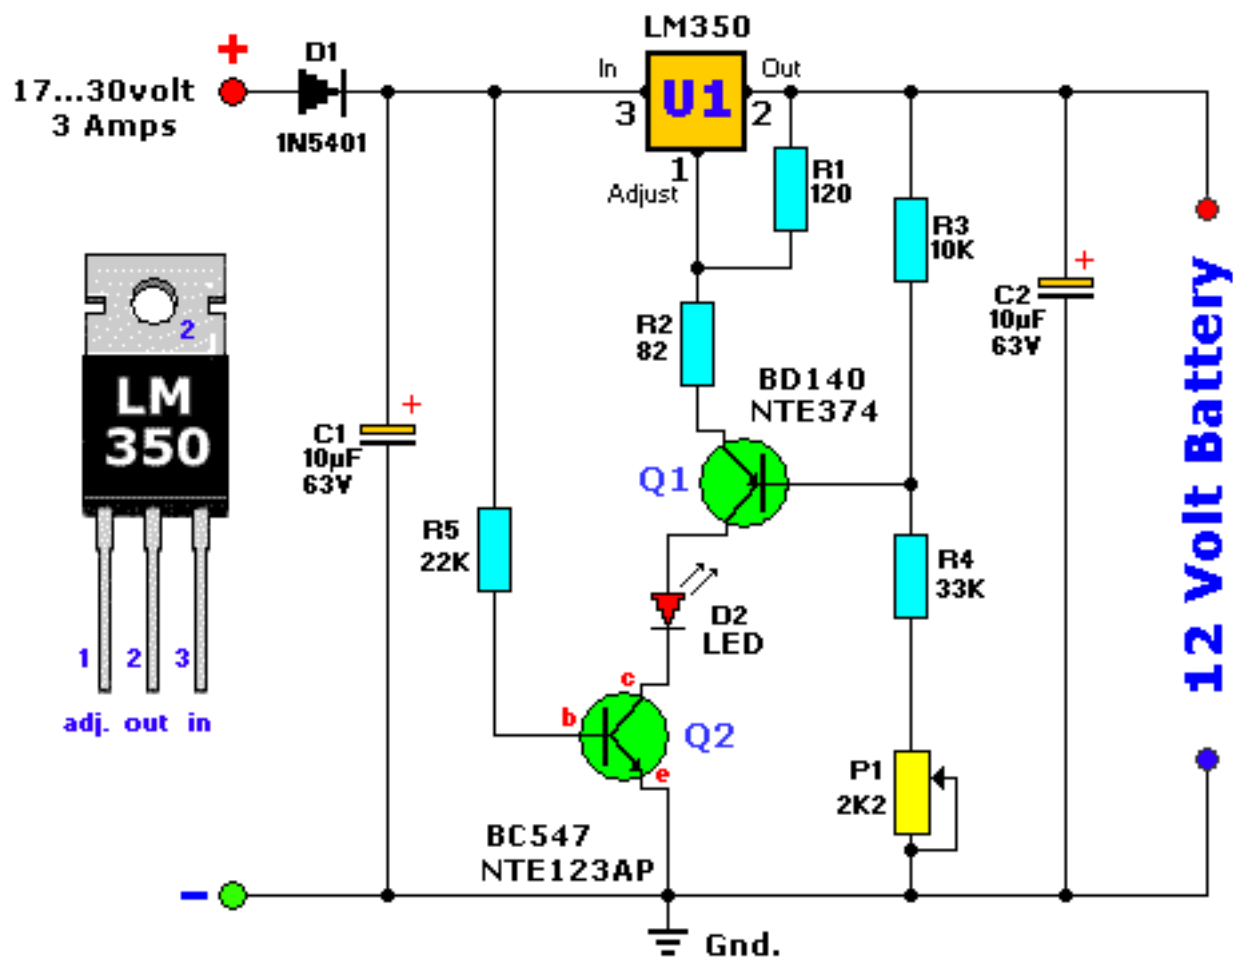 LM350
+
D1
In
Out
17...30volt
3 Amps
U1
3
2
1N5401
1
Adjust
R1
120
R3
10K
+
C2
10µF
63V
2
LM
350
R2
82
BD140
NTE374
+
C1
10µF
63V
Q1
12 Volt Battery
R5
22K
R4
33K
D2
LED
1 2 3
adj. out in
c
b
Q2
e
P1
2K2
BC547
NTE123AP
-
Gnd.